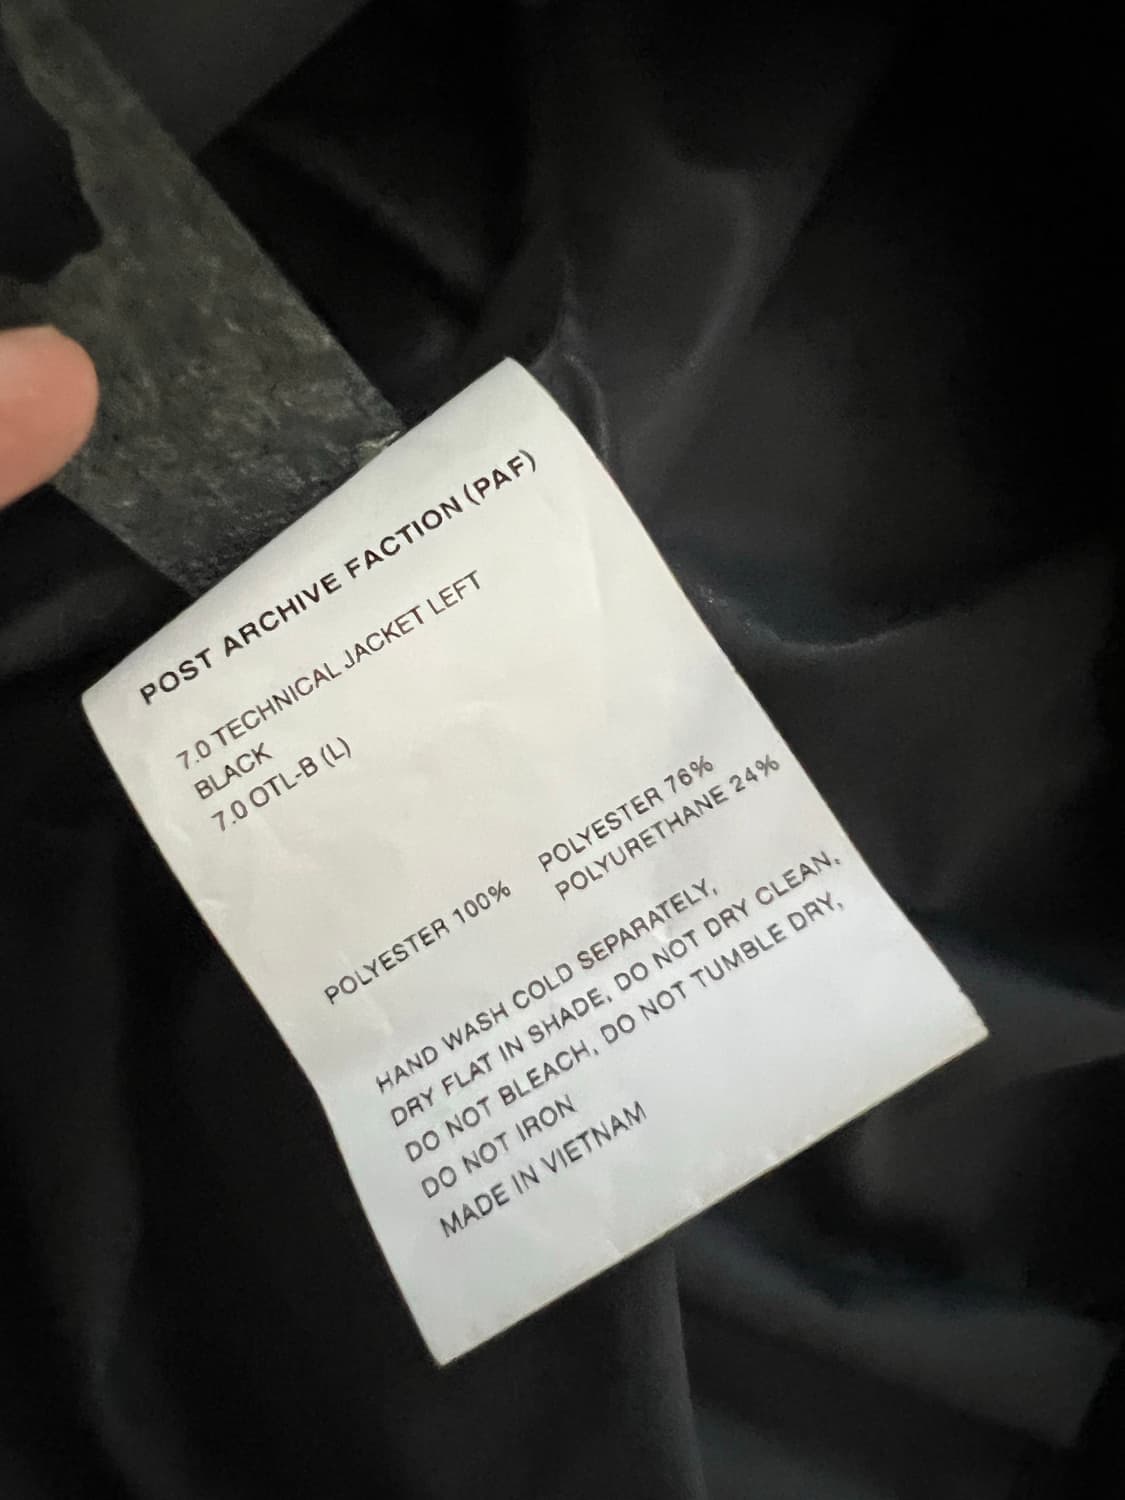 POST ARCHIVE FACTION (PAF)
7.0 TECHNICAL JACKET LEFT
BLACK
7.0 OTL-B (L)
POLYESTER 100%
POLYESTER 76%
POLYURETHANE 24%
HAND WASH COLD SEPARATELY,
DRY FLAT IN SHADE, DO NOT DRY CLEAN,
DO NOT BLEACH, DO NOT TUMBLE DRY,
DO NOT IRON
MADE IN VIETNAM